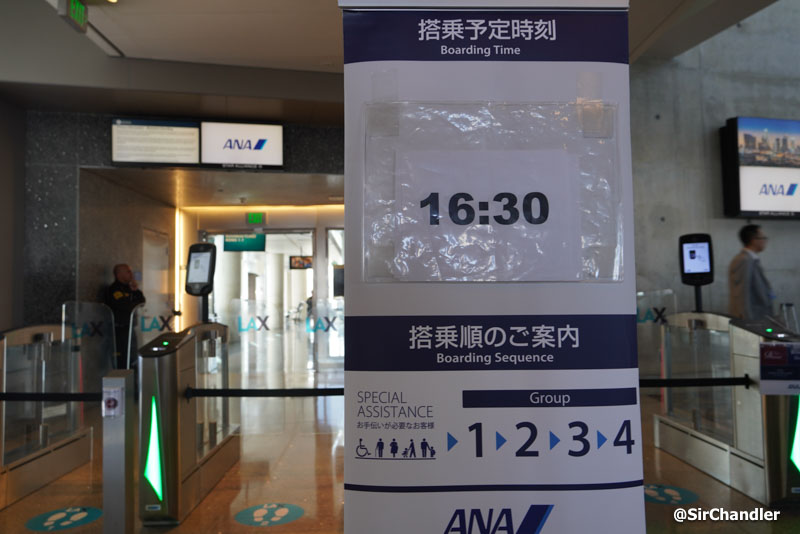 搭乗予定時刻
Boarding Time
16:30
搭乗順のご案内
Boarding Sequence
SPECIAL
ASSISTANCE
お手伝いが必要なお客様
Group
1 2 3 4
ANA
ANA
ANA
LAX
LAX
LAX
@SirChandler